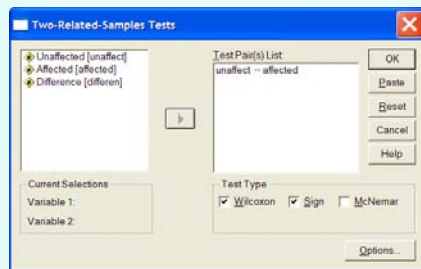 Two-Related-Samples Tests
Unaffected [unaffect]
Affected [affected]
Difference [differen]
Test Pair(s) List:
unaffect -- affected
OK
Paste
Reset
Cancel
Help
Current Selections
Variable 1:
Variable 2:
Test Type
Wilcoxon Sign McNemar
Options...